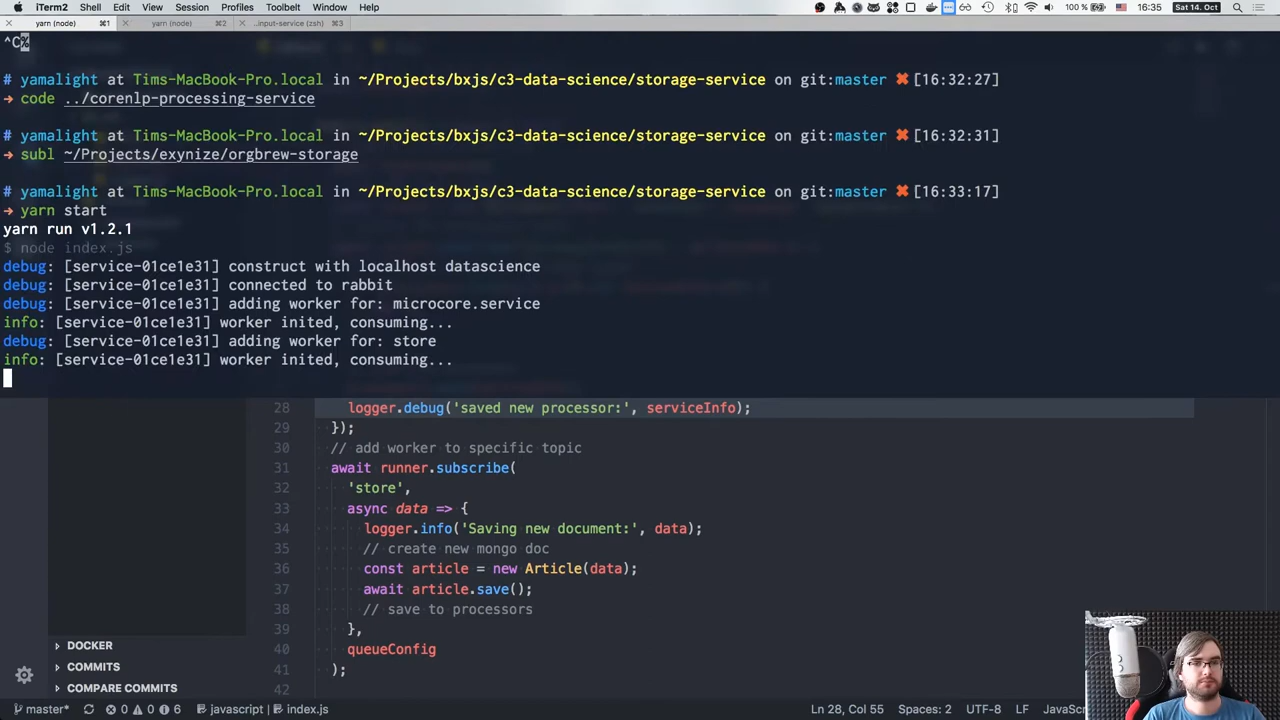 iTerm2 Shell Edit View Session Profiles Toolbelt Window Help 100 % 16:35 Sat 14. Oct
yarn (node) ⌘1 yarn (node) ⌘2 ..input-service (zsh) ⌘3
^C%
# yamalight at Tims-MacBook-Pro.local in ~/Projects/bxjs/c3-data-science/storage-service on git:master ✖ [16:32:27]
➜ code ../corenlp-processing-service
# yamalight at Tims-MacBook-Pro.local in ~/Projects/bxjs/c3-data-science/storage-service on git:master ✖ [16:32:31]
➜ subl ~/Projects/exynize/orgbrew-storage
# yamalight at Tims-MacBook-Pro.local in ~/Projects/bxjs/c3-data-science/storage-service on git:master ✖ [16:33:17]
➜ yarn start
yarn run v1.2.1
$ node index.js
debug: [service-01ce1e31] construct with localhost datascience
debug: [service-01ce1e31] connected to rabbit
debug: [service-01ce1e31] adding worker for: microcore.service
info: [service-01ce1e31] worker inited, consuming...
debug: [service-01ce1e31] adding worker for: store
info: [service-01ce1e31] worker inited, consuming...
28 logger.debug('saved new processor:', serviceInfo);
29 });
30 // add worker to specific topic
31 await runner.subscribe(
32 'store',
33 async data => {
34 logger.info('Saving new document:', data);
35 // create new mongo doc
36 const article = new Article(data);
37 await article.save();
38 // save to processors
39 },
40 queueConfig
41 );
42
DOCKER
COMMITS
COMPARE COMMITS
master* 0 0 6 javascript | index.js Ln 28, Col 55 Spaces: 2 UTF-8 LF JavaSc